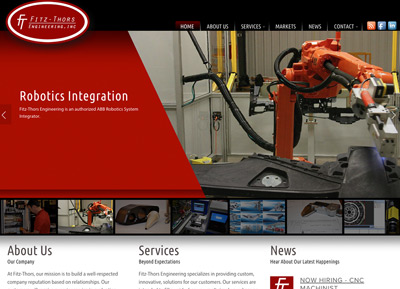 Fitz-Thors
Engineering, Inc
HOME
ABOUT US
SERVICES
MARKETS
NEWS
CONTACT
Robotics Integration
Fitz-Thors Engineering is an authorized ABB Robotics System
Integrator.
About Us
Our Company
At Fitz-Thors, our mission is to build a well respected
company reputation-based on relationships. Our
Services
Beyond Expectations
Fitz-Thors Engineering specializes in providing custom,
innovative, solutions for our customers. Our services are
News
Hear About Our Latest Happenings
NOW HIRING - CNC
MACHINIST